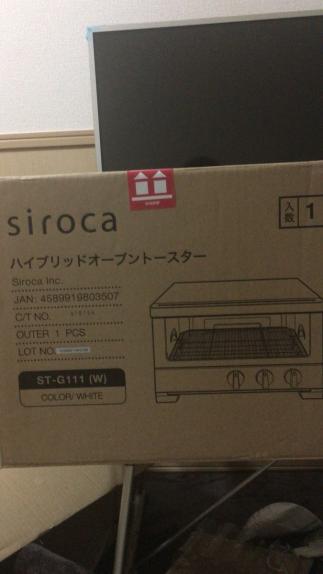 siroca
入数 1
ハイブリッドオーブントースター
Siroca Inc.
JAN: 4589919803507
C/T NO.
OUTER 1 PCS
LOT NO.
ST-G111 (W)
COLOR/ WHITE